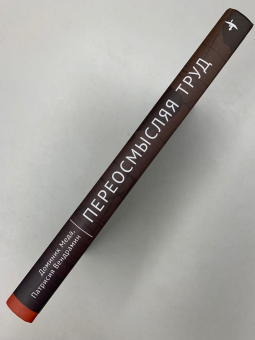 Доминик Меда,
Патрисия Вендрамин
ПЕРЕОСМЫСЛЯЯ ТРУД